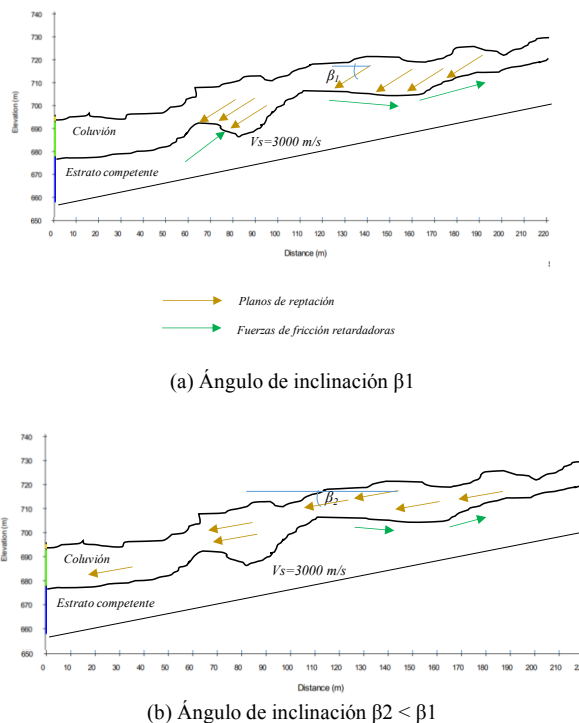 740
730
720
710
700
690
680
670
660
650
Elevation (m)
β1
Coluvión
Vs=3000 m/s
Estrato competente
0 10 20 30 40 50 60 70 80 90 100 110 120 130 140 150 160 170 180 190 200 210 220
Distance (m)
Planos de reptación
Fuerzas de fricción retardadoras
(a) Ángulo de inclinación β1
740
730
720
710
700
690
680
670
660
650
Elevation (m)
β2
Coluvión
Vs=3000 m/s
Estrato competente
0 10 20 30 40 50 60 70 80 90 100 110 120 130 140 150 160 170 180 190 200 210
Distance (m)
(b) Ángulo de inclinación β2 < β1